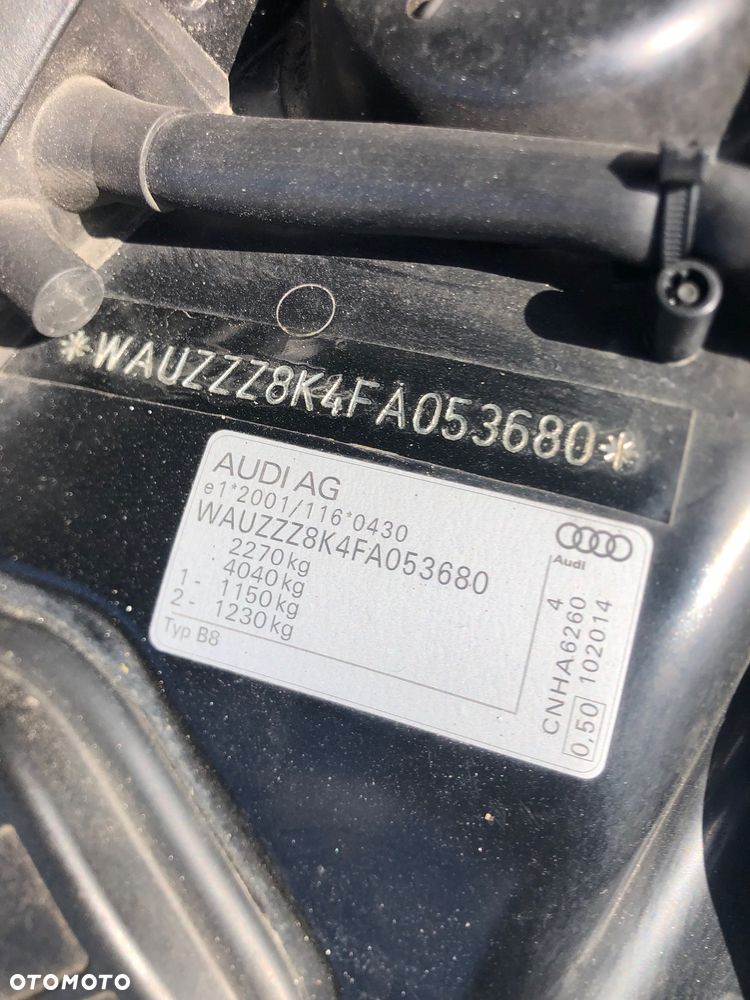 *WAUZZZ8K4FA053680*
AUDI AG
e1*2001/116*0430
WAUZZZ8K4FA053680
2270kg
4040kg
1- 1150kg
2- 1230kg
Typ B8
Audi
CNHA6260 4
0,50 102014
OTOMOTO